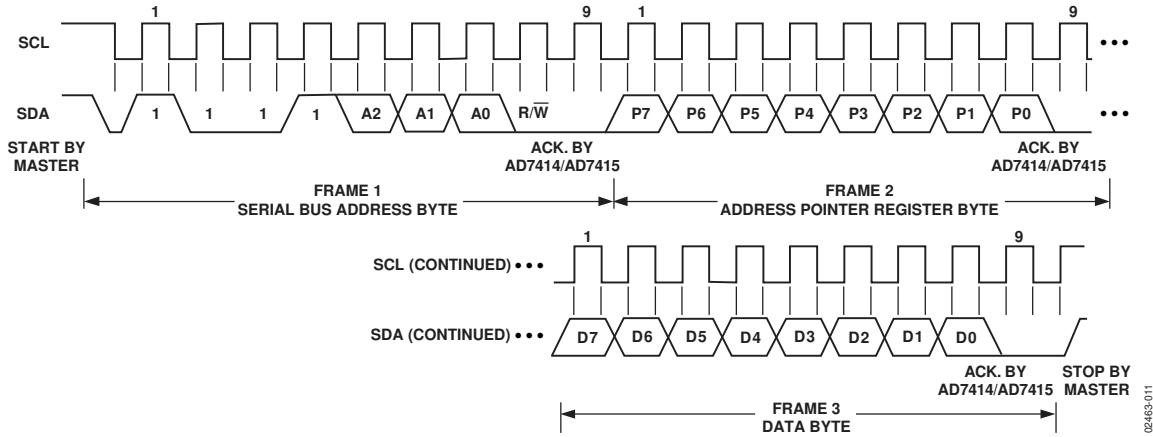 1 9 1 9
SCL •••
SDA 1 1 1 1 A2 A1 A0 R/W̅ P7 P6 P5 P4 P3 P2 P1 P0 •••
START BY MASTER
ACK. BY AD7414/AD7415
ACK. BY AD7414/AD7415
FRAME 1
SERIAL BUS ADDRESS BYTE
FRAME 2
ADDRESS POINTER REGISTER BYTE
1 9
SCL (CONTINUED) •••
SDA (CONTINUED) ••• D7 D6 D5 D4 D3 D2 D1 D0
ACK. BY AD7414/AD7415
STOP BY MASTER
FRAME 3
DATA BYTE
02463-011